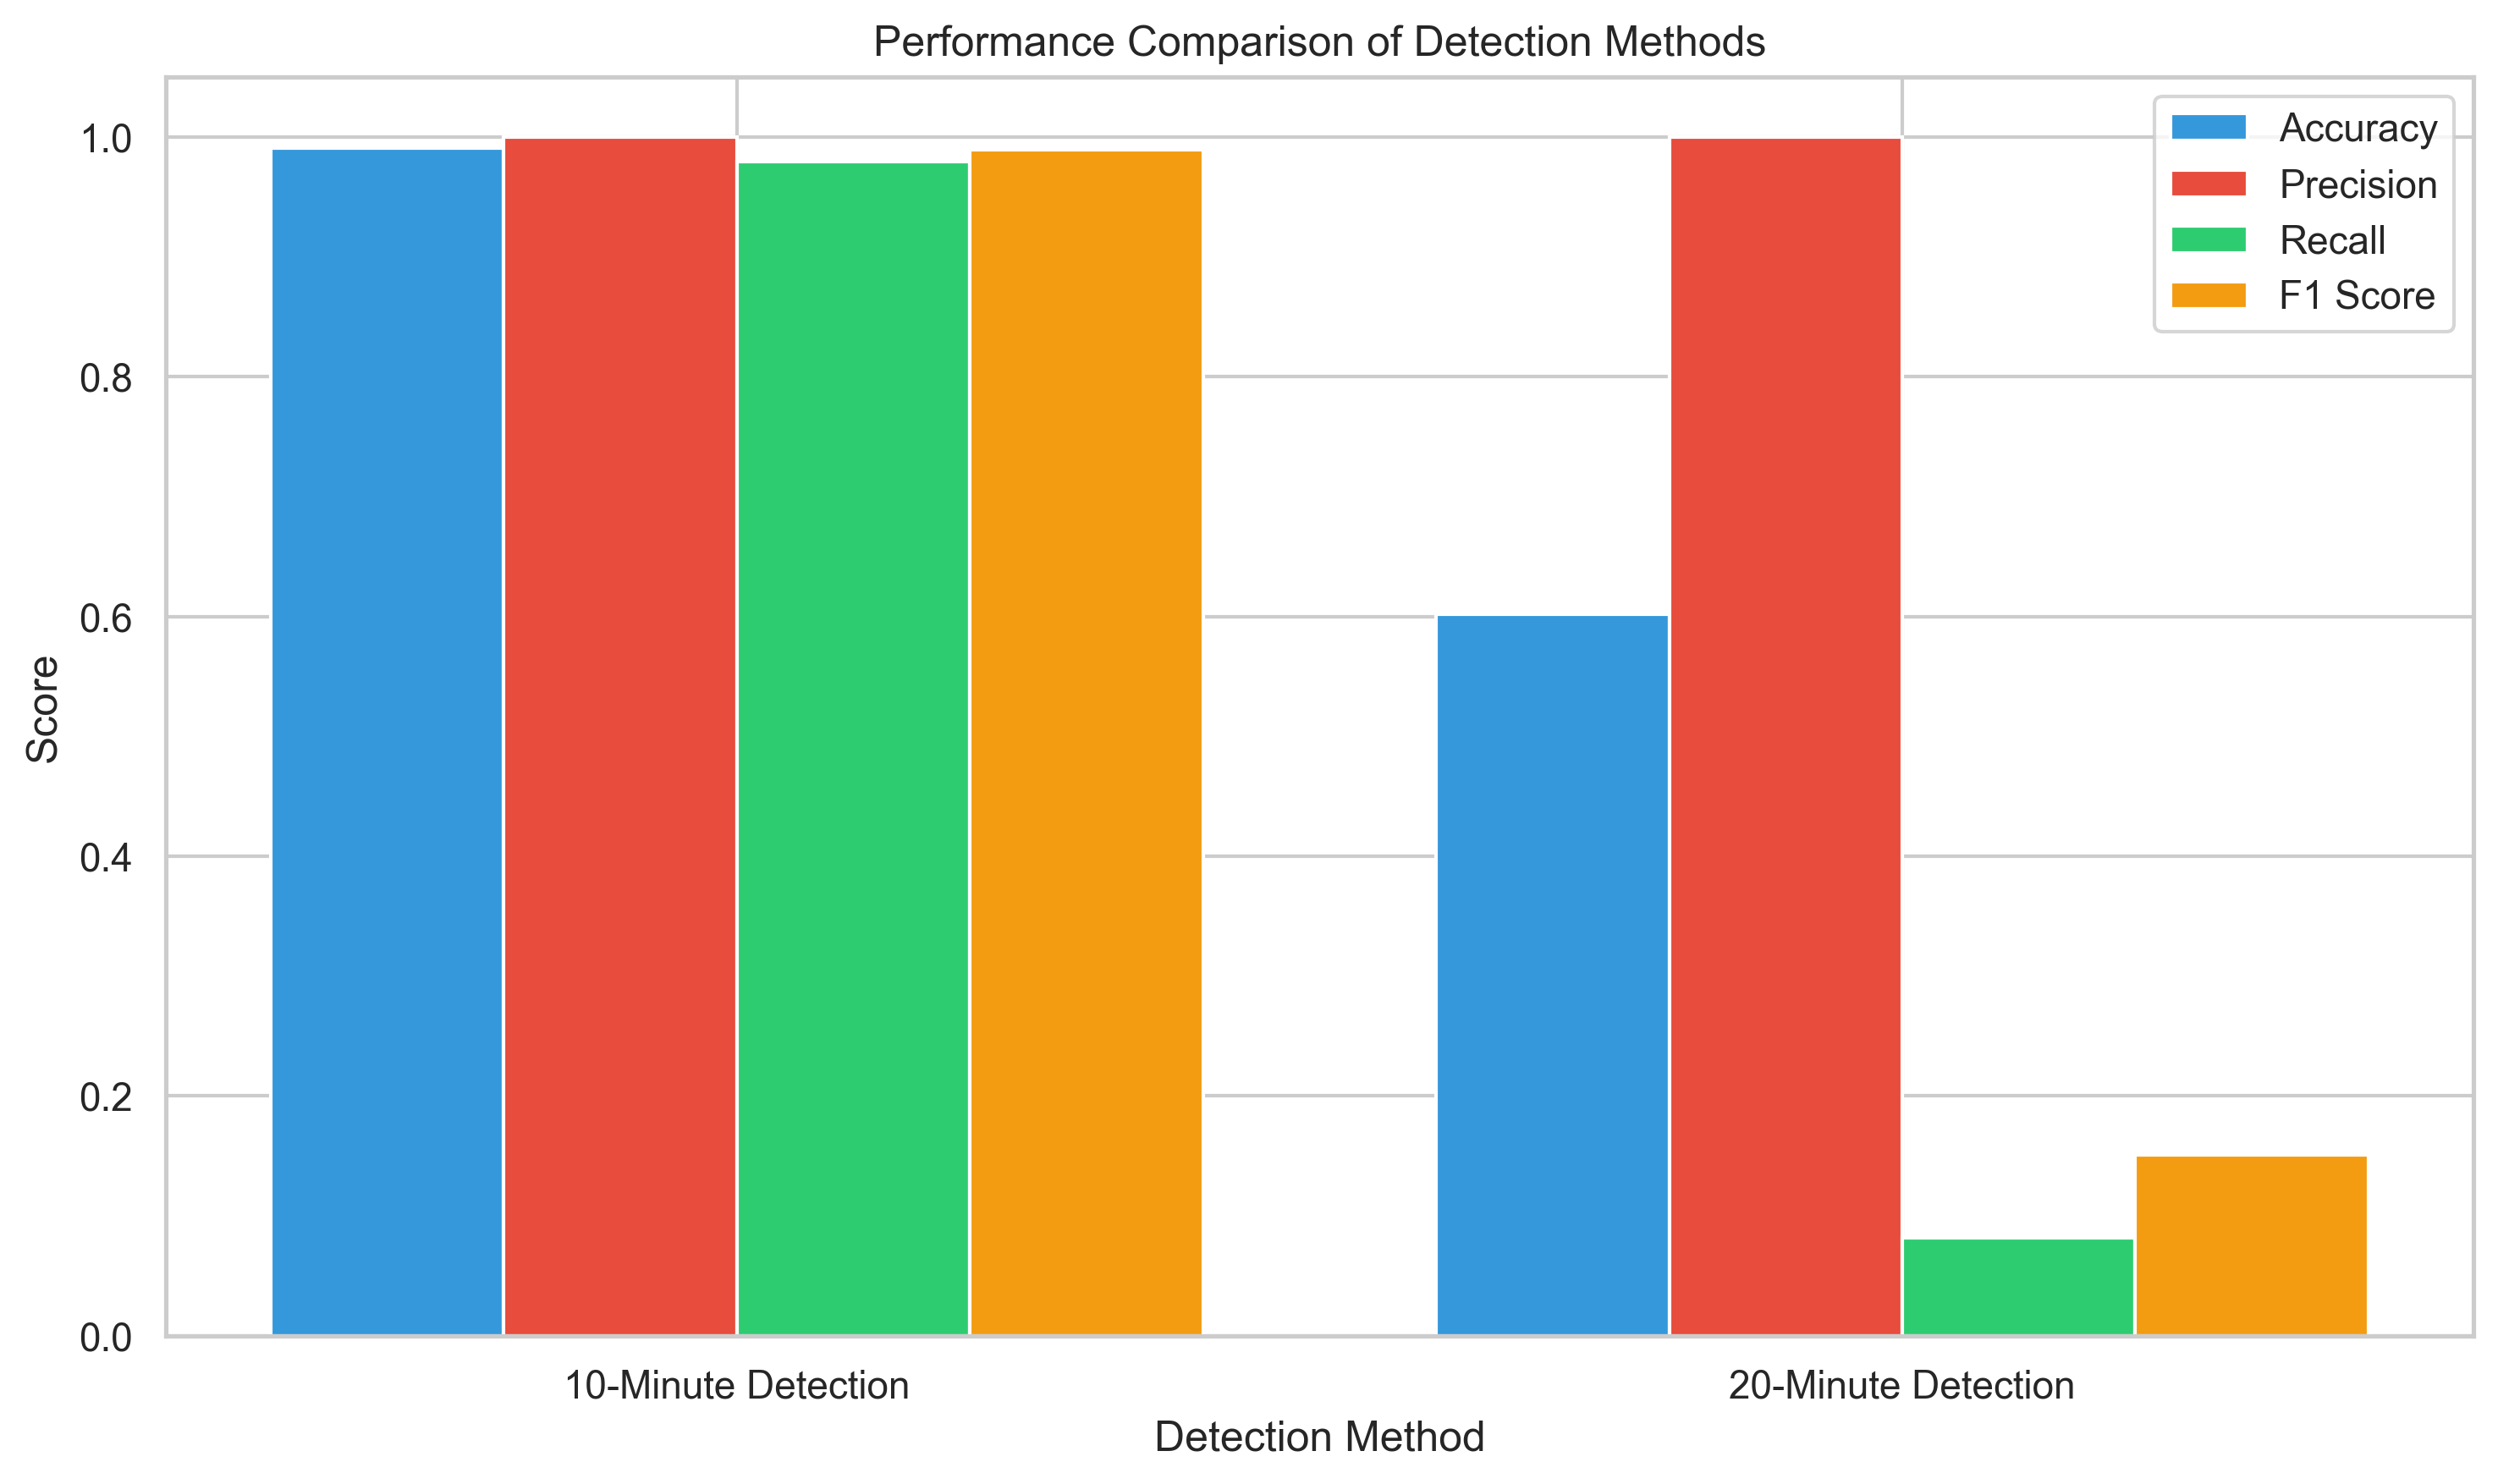 Performance Comparison of Detection Methods
1.0
0.8
0.6
0.4
0.2
0.0
Score
Accuracy
Precision
Recall
F1 Score
10-Minute Detection
20-Minute Detection
Detection Method